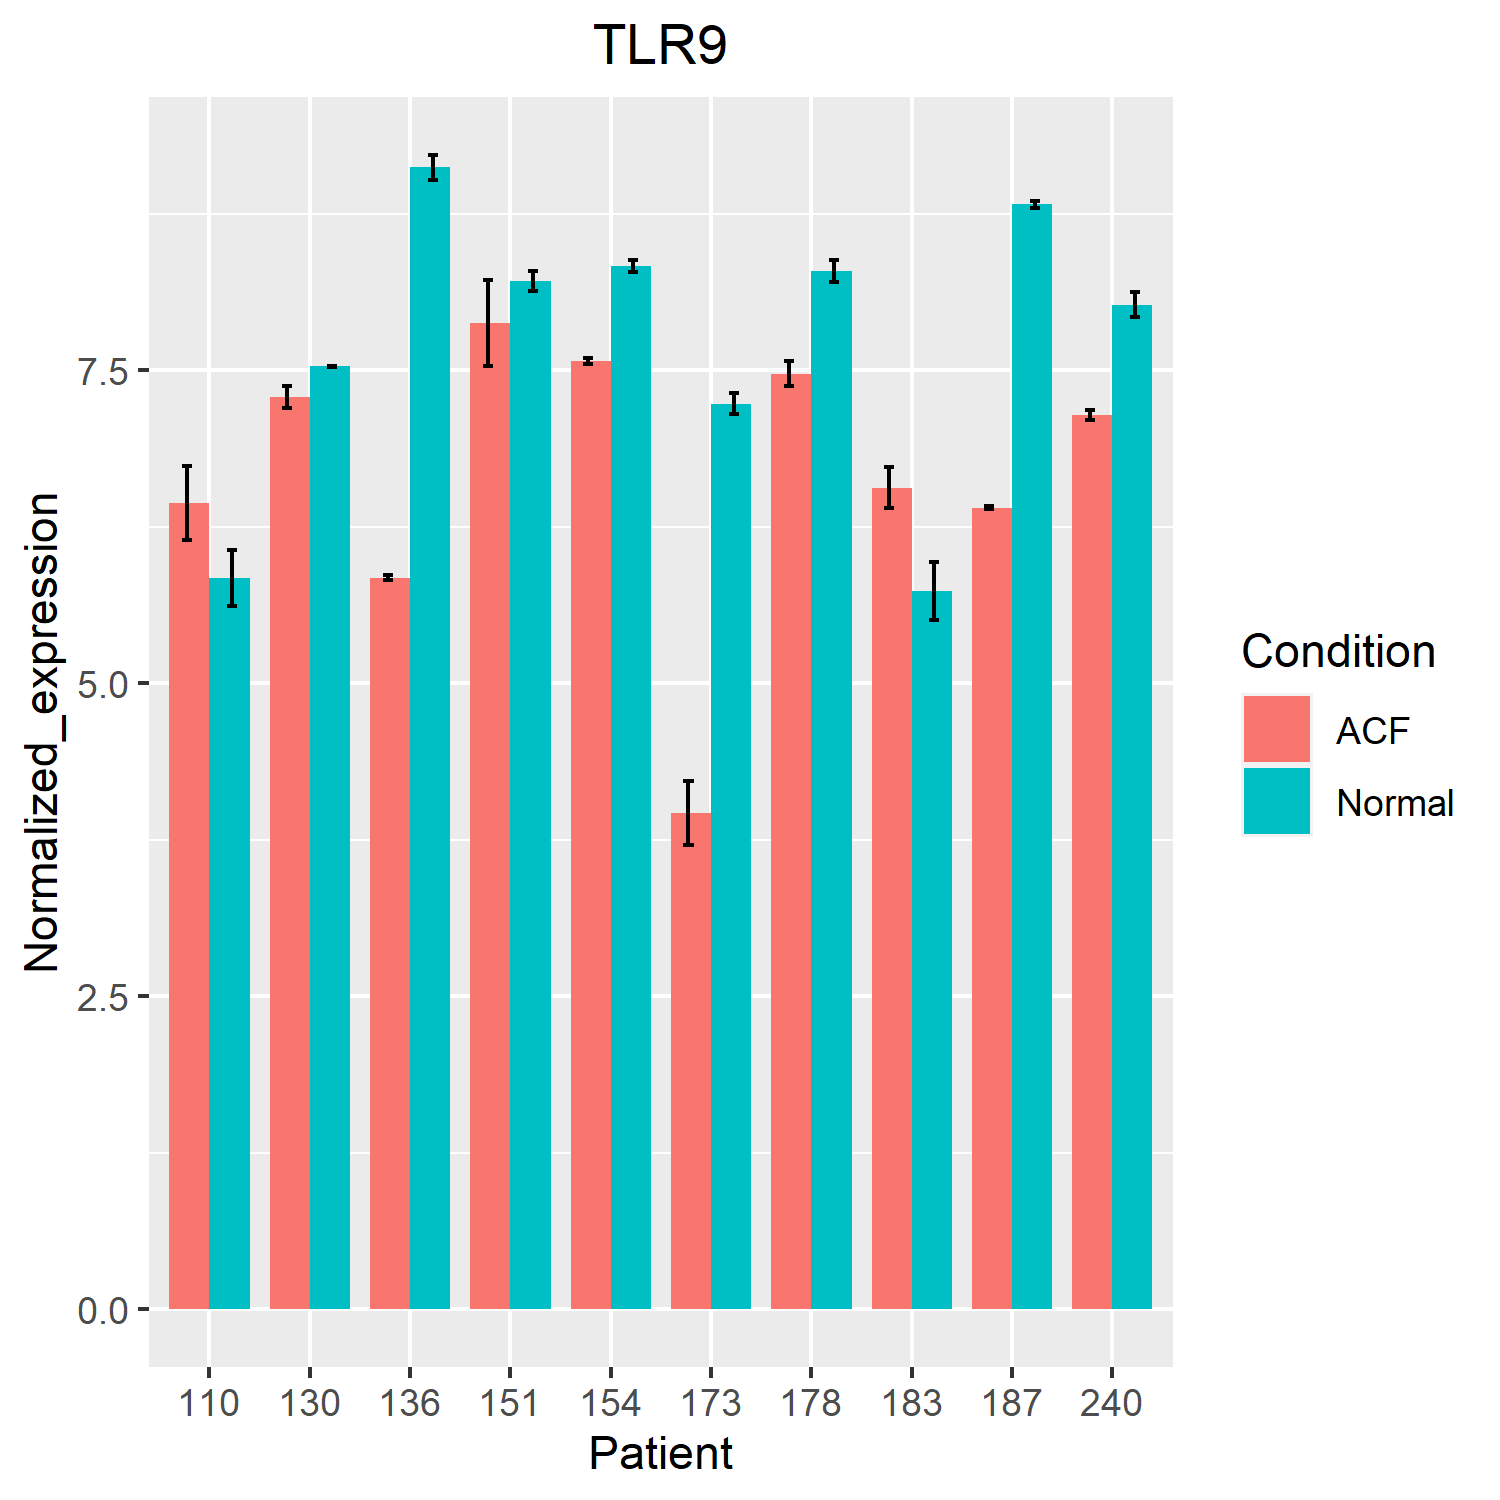 TLR9
Normalized_expression
7.5
5.0
2.5
0.0
110 130 136 151 154 173 178 183 187 240
Patient
Condition
ACF
Normal